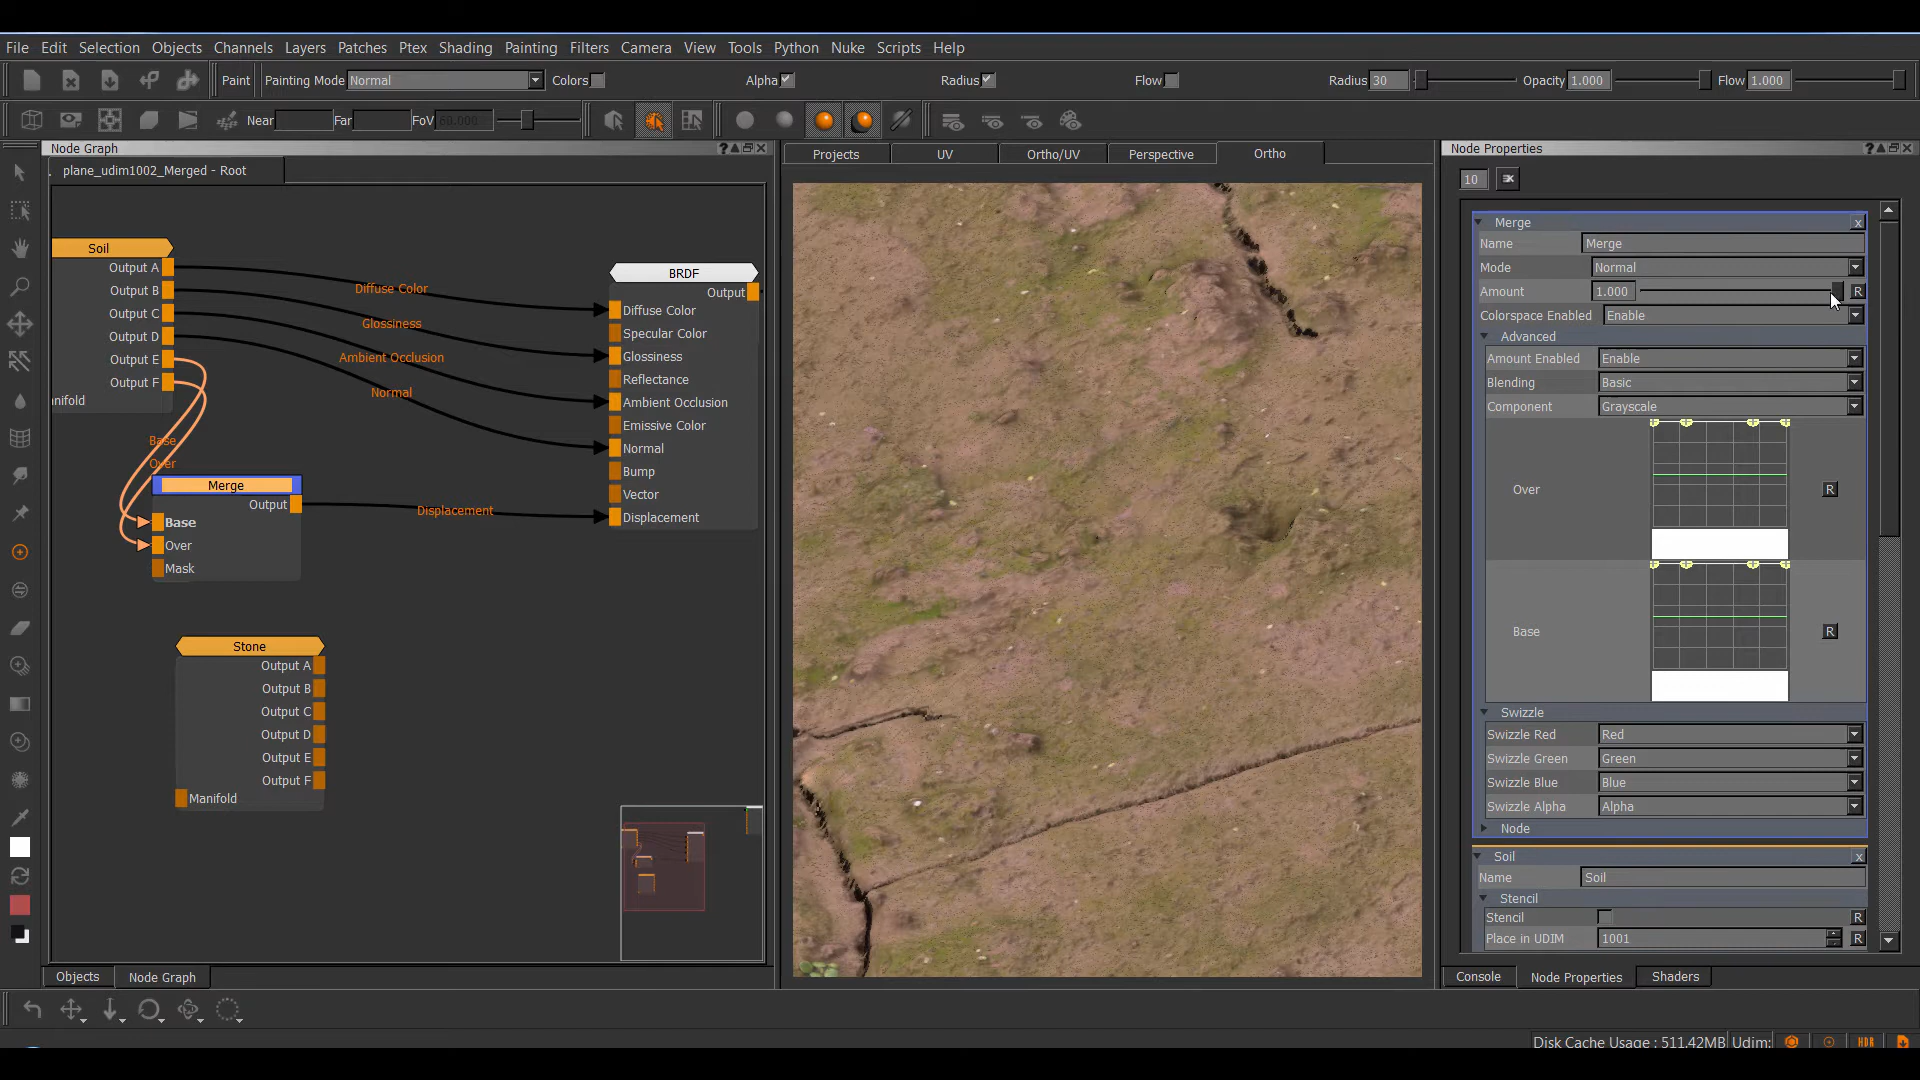 File Edit Selection Objects Channels Layers Patches Ptex Shading Painting Filters Camera View Tools Python Nuke Scripts Help
Paint Painting Mode Normal Colors Alpha Radius Flow Radius 30 Opacity 1.000 Flow 1.000
Near Far FoV 60.000
Node Graph
plane_udim1002_Merged - Root
Soil
Output A
Output B
Output C
Output D
Output E
Output F
anifold
Diffuse Color
Glossiness
Ambient Occlusion
Normal
Base
Over
Merge
Output
Base
Over
Mask
Displacement
BRDF
Output
Diffuse Color
Specular Color
Glossiness
Reflectance
Ambient Occlusion
Emissive Color
Normal
Bump
Vector
Displacement
Stone
Output A
Output B
Output C
Output D
Output E
Output F
Manifold
Objects Node Graph
Projects UV Ortho/UV Perspective Ortho
Node Properties
10
Merge x
Name Merge
Mode Normal
Amount 1.000 R
Colorspace Enabled Enable
Advanced
Amount Enabled Enable
Blending Basic
Component Grayscale
Over R
Base R
Swizzle
Swizzle Red Red
Swizzle Green Green
Swizzle Blue Blue
Swizzle Alpha Alpha
Node
Soil x
Name Soil
Stencil
Stencil R
Place in UDIM 1001 R
Console Node Properties Shaders
Disk Cache Usage : 511.42MB Udim: HDR